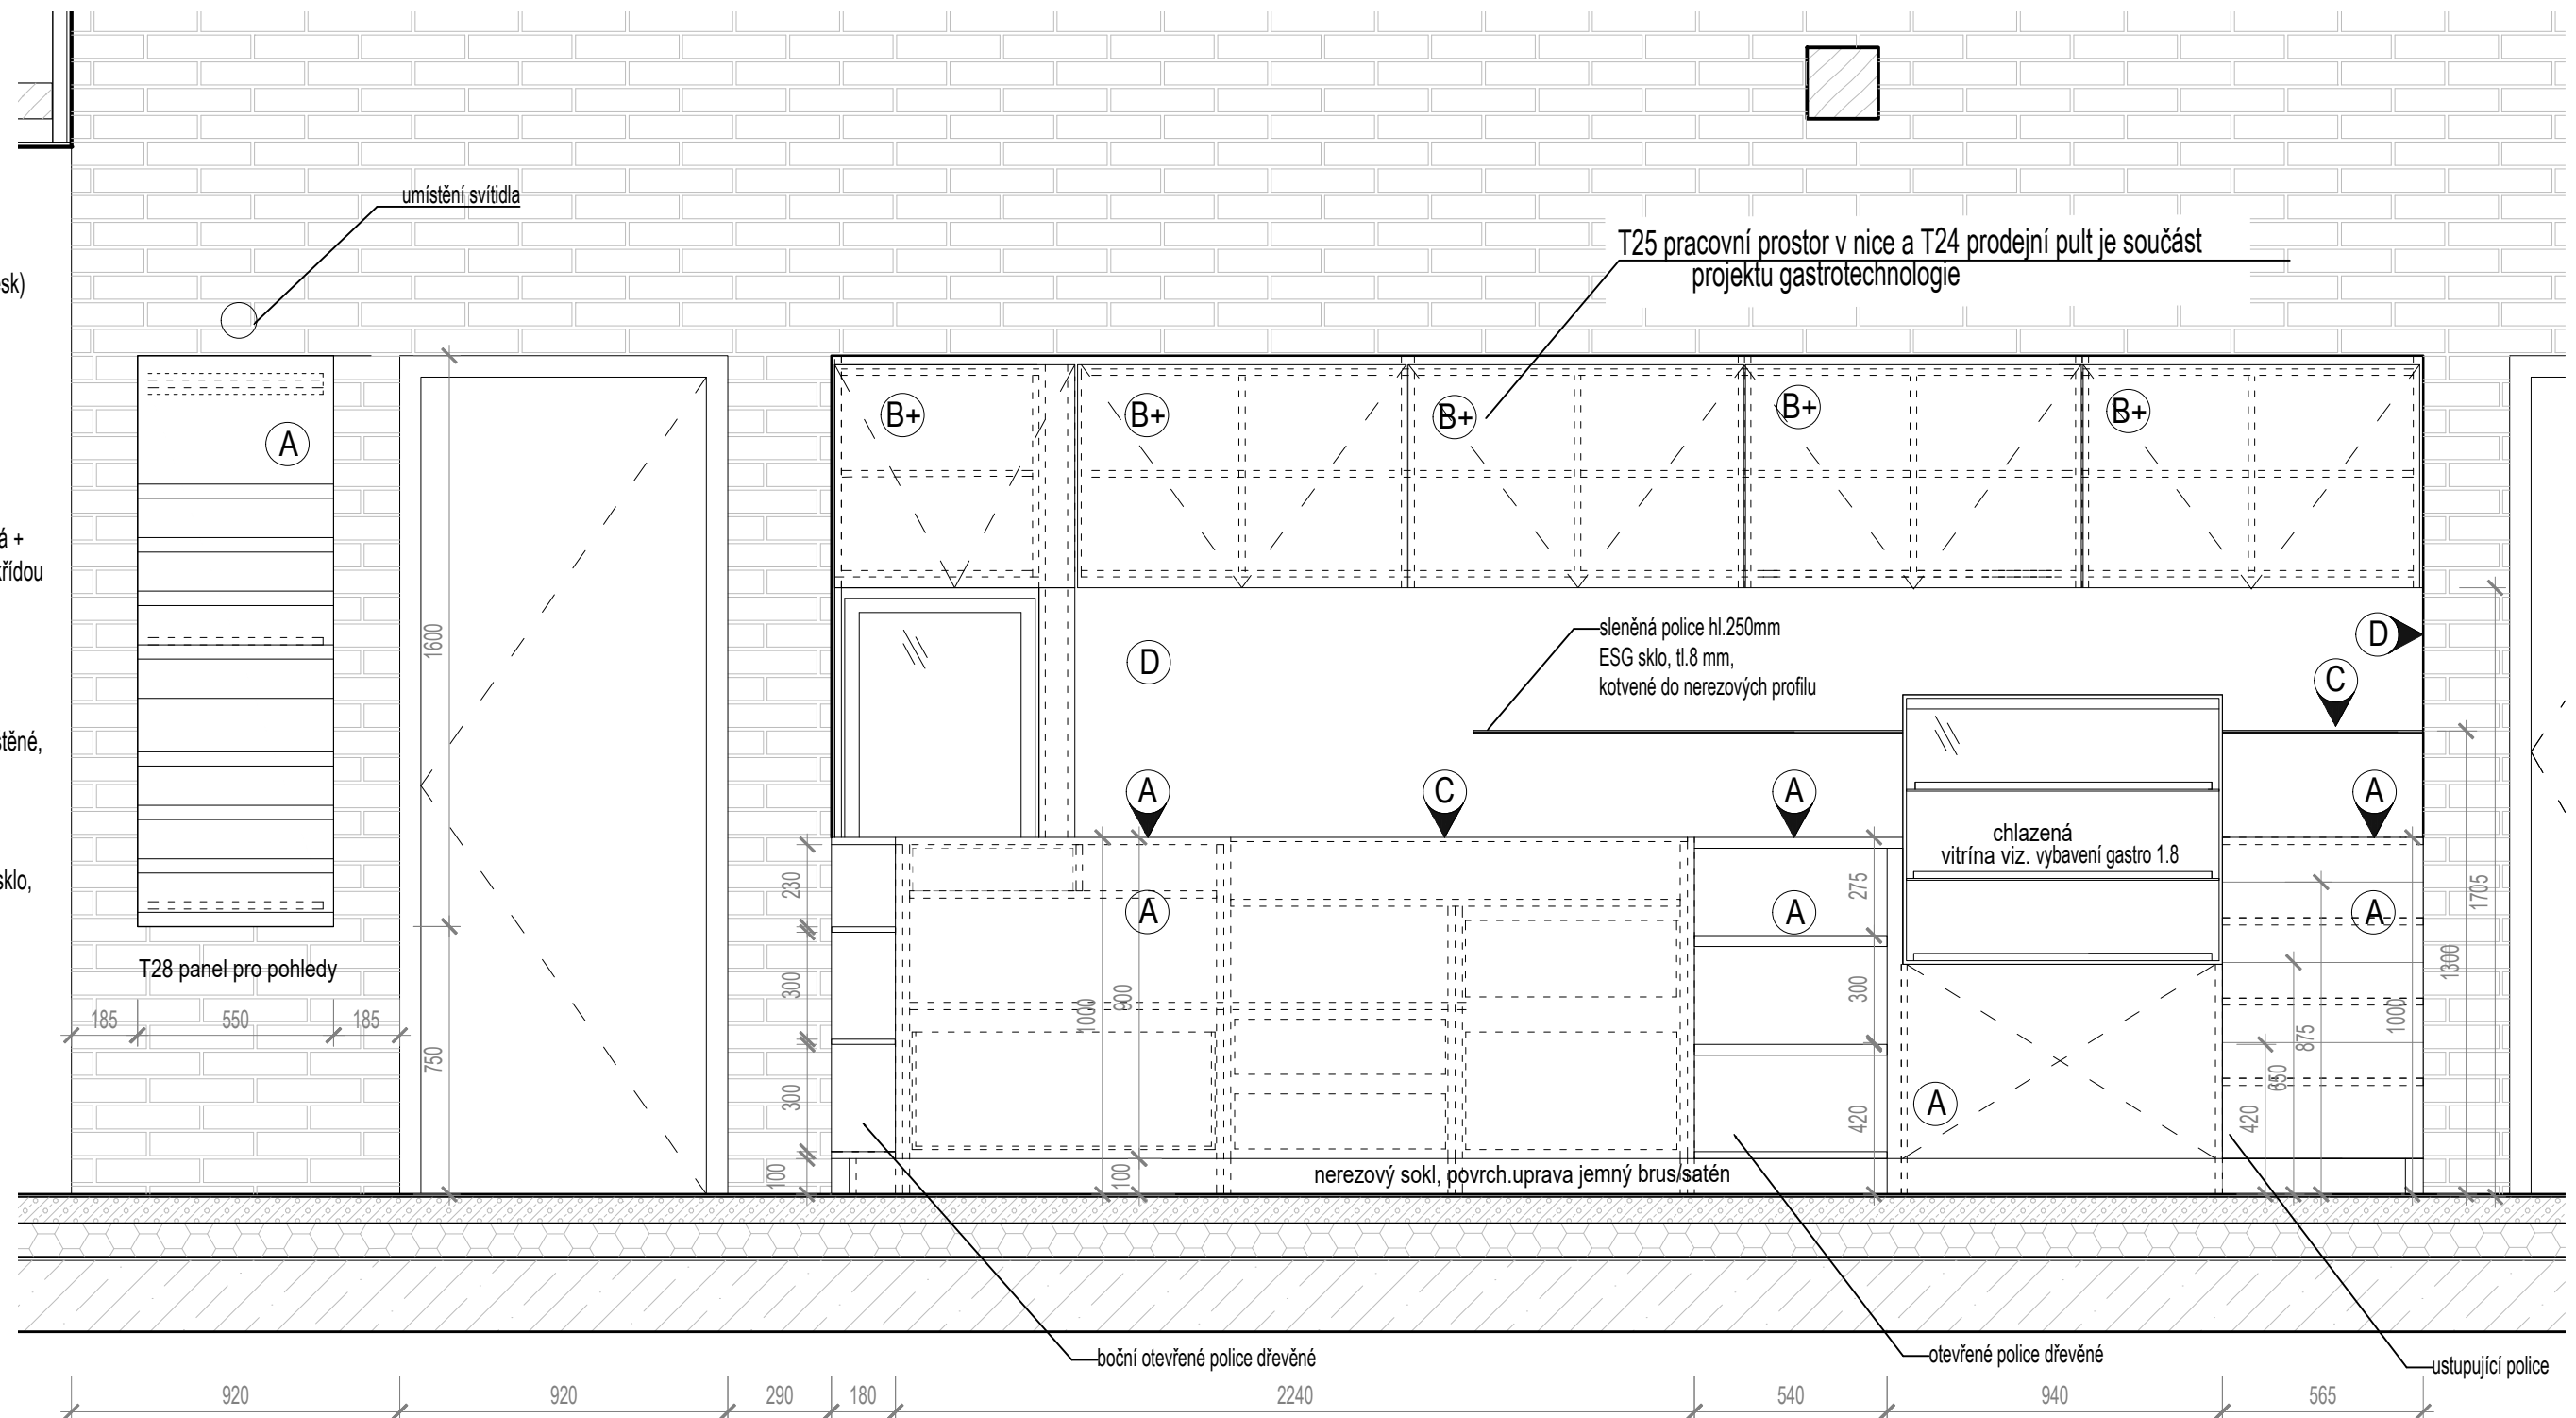 umístění svítidla
T25 pracovní prostor v nice a T24 prodejní pult je součást
projektu gastrotechnologie
sk)
B+
B+
B+
B+
B+
A
á +
řídou
1600
sleněná police hl.250mm
ESG sklo, tl.8 mm,
kotvené do nerezových profilu
D
D
C
stěné,
A
C
A
A
chlazená
vitrína viz. vybavení gastro 1.8
sklo,
230
275
1705
A
A
A
T28 panel pro pohledy
300
1000
900
300
1300
185
550
185
1000
875
750
300
650
420
420
A
100
100
nerezový sokl, povrch.uprava jemný brus/satén
boční otevřené police dřevěné
otevřené police dřevěné
ustupující police
920
920
290
180
2240
540
940
565